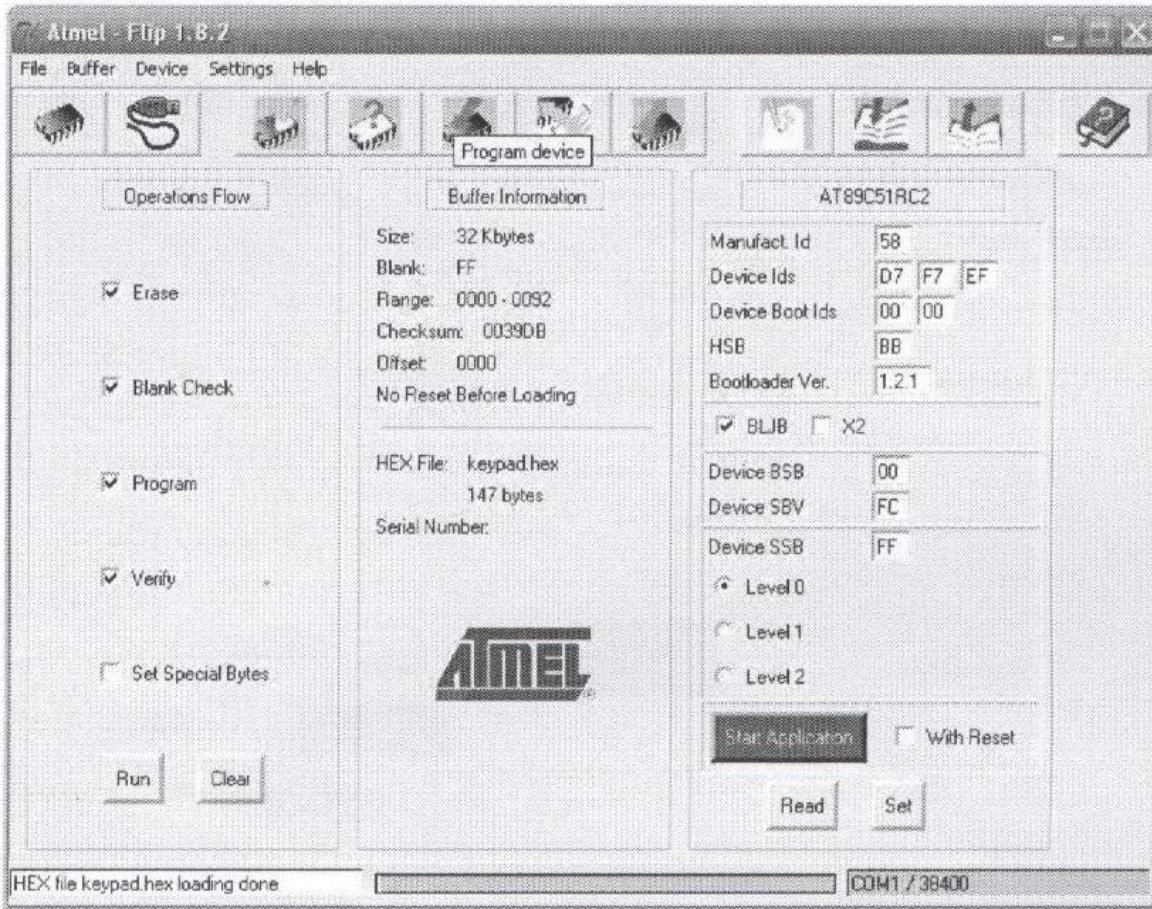 Atmel - Flip 1.8.2
File Buffer Device Settings Help
Program device
Operations Flow
Erase
Blank Check
Program
Verify
Set Special Bytes
Run Clear
Buffer Information
Size: 32 Kbytes
Blank: FF
Range: 0000 - 0092
Checksum: 0039DB
Offset: 0000
No Reset Before Loading
HEX File: keypad.hex
147 bytes
Serial Number:
ATMEL
AT89C51RC2
Manufact. Id 58
Device Ids D7 F7 EF
Device Boot Ids 00 00
HSB BB
Bootloader Ver. 1.2.1
BLJB X2
Device BSB 00
Device SBV FC
Device SSB FF
Level 0
Level 1
Level 2
Start Application With Reset
Read Set
HEX file keypad.hex loading done
COM1 / 38400